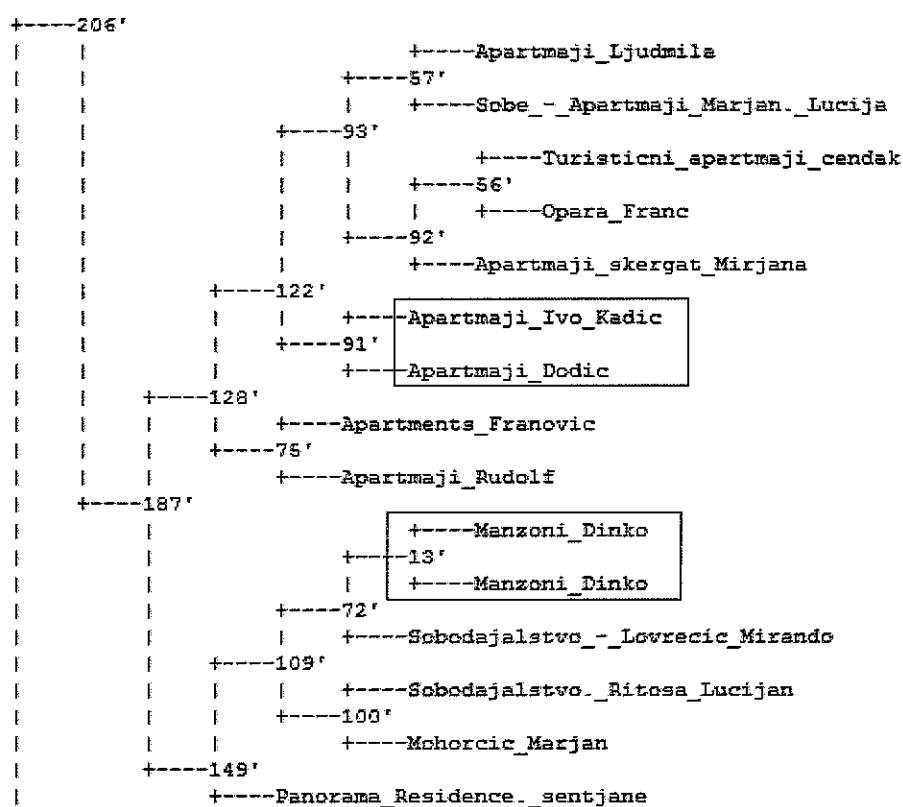 +----206'
| | +----Apartmaji_Ljudmila
| | +----57'
| | | +----Sobe_-_Apartmaji_Marjan._Lucija
| | +----93'
| | | | +----Turisticni_apartmaji_cendak
| | | | +----56'
| | | | | +----Opara_Franc
| | | +----92'
| | | +----Apartmaji_skergat_Mirjana
| | +----122'
| | | | +----Apartmaji_Ivo_Kadic
| | | +----91'
| | | +----Apartmaji_Dodic
| | +----128'
| | | | +----Apartments_Franovic
| | | +----75'
| | | +----Apartmaji_Rudolf
| +----187'
| | +----Manzoni_Dinko
| | +----13'
| | | +----Manzoni_Dinko
| | +----72'
| | | +----Sobodajalstvo_-_Lovrecic_Mirando
| | +----109'
| | | | +----Sobodajalstvo._Ritosa_Lucijan
| | | +----100'
| | | +----Mohorcic_Marjan
| +----149'
| +----Panorama_Residence._sentjane